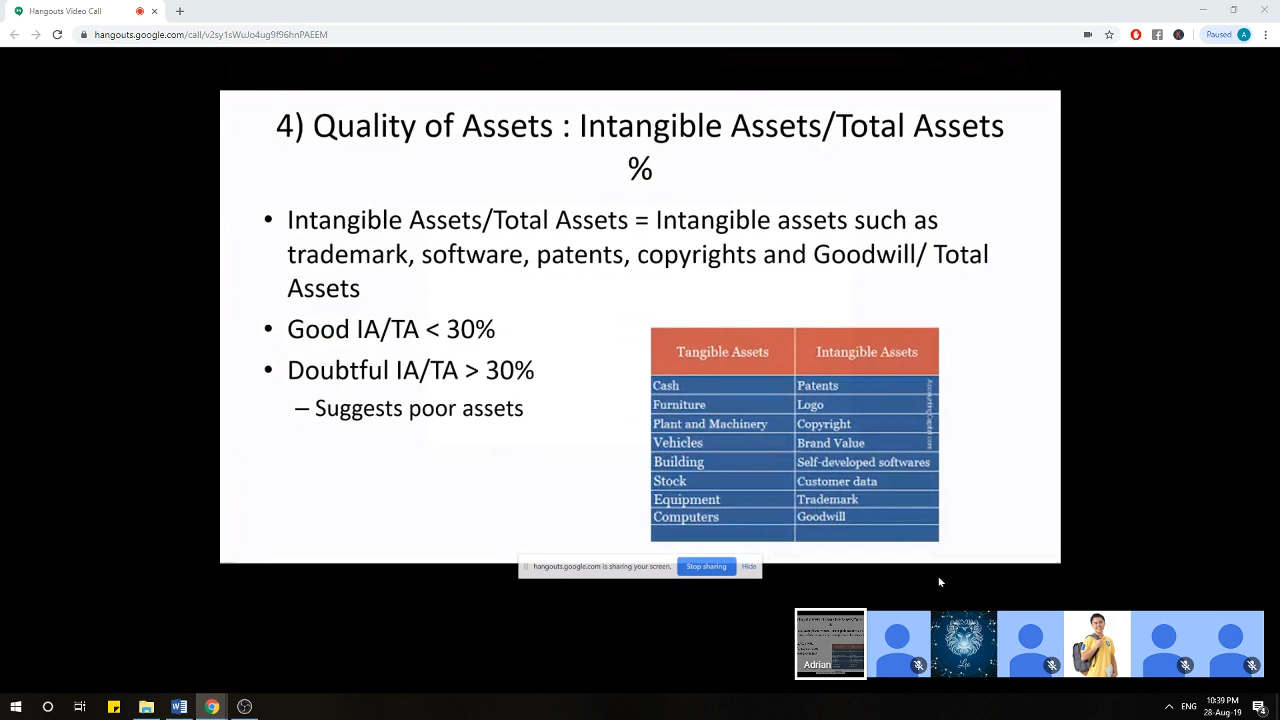 Hangouts Video Call
hangouts.google.com/call/v2sy1sWuJo4ug9f96hnPAEEM
Paused
A
4) Quality of Assets : Intangible Assets/Total Assets
%
• Intangible Assets/Total Assets = Intangible assets such as
trademark, software, patents, copyrights and Goodwill/ Total
Assets
• Good IA/TA < 30%
• Doubtful IA/TA > 30%
– Suggests poor assets
Tangible Assets Intangible Assets
Cash Patents
Furniture Logo
Plant and Machinery Copyright
Vehicles Brand Value
Building Self-developed softwares
Stock Customer data
Equipment Trademark
Computers Goodwill
AccountingCapital.com
hangouts.google.com is sharing your screen. Stop sharing Hide
Adrian
Leo
ENG
10:39 PM
28-Aug-19
4